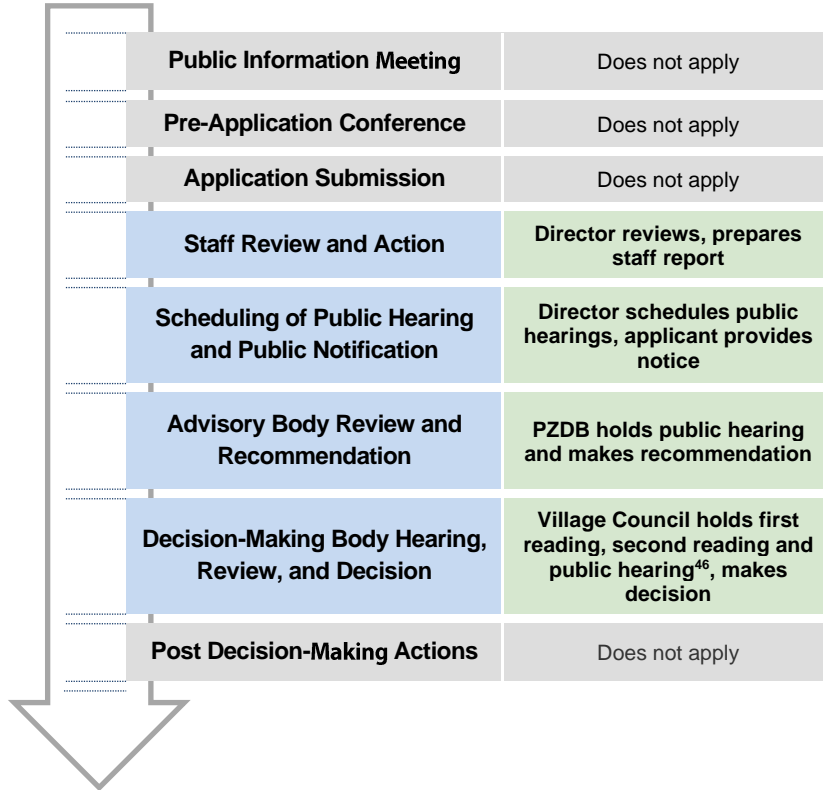 Public Information Meeting
Does not apply
Pre-Application Conference
Does not apply
Application Submission
Does not apply
Staff Review and Action
Director reviews, prepares
staff report
Scheduling of Public Hearing
and Public Notification
Director schedules public
hearings, applicant provides
notice
Advisory Body Review and
Recommendation
PZDB holds public hearing
and makes recommendation
Decision-Making Body Hearing,
Review, and Decision
Village Council holds first
reading, second reading and
public hearing⁴⁶, makes
decision
Post Decision-Making Actions
Does not apply